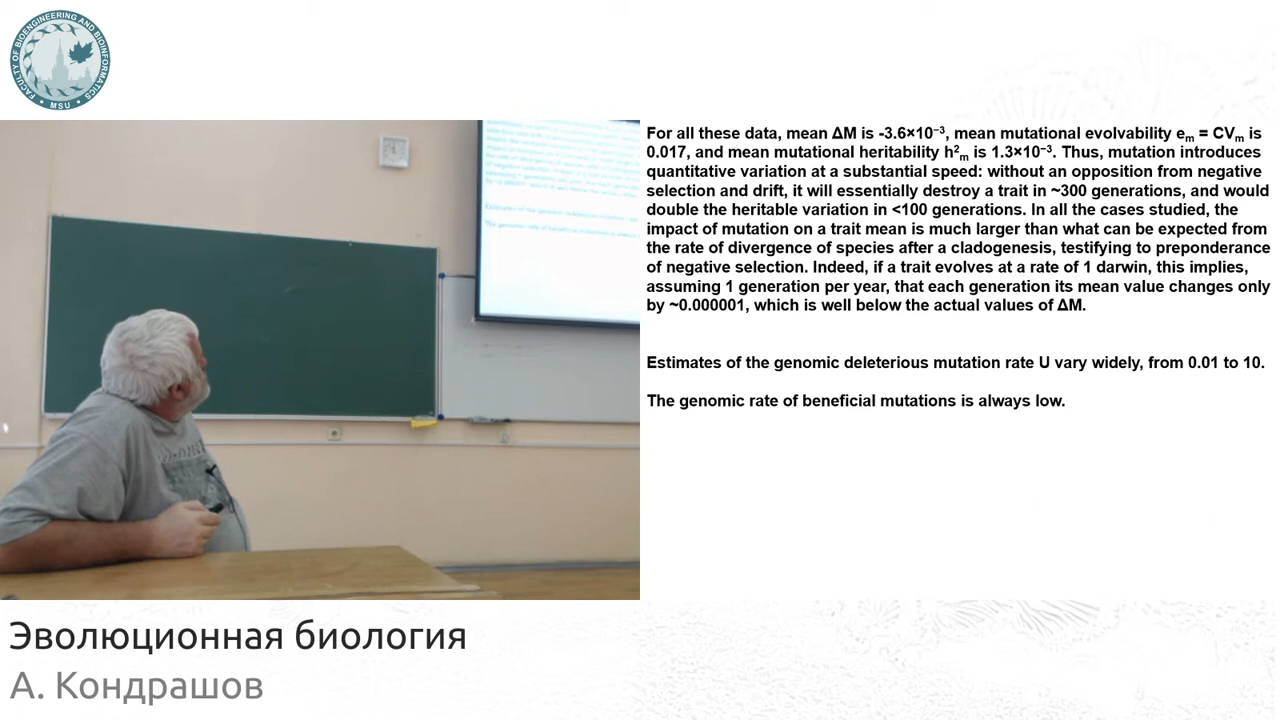 FACULTY OF BIOENGINEERING AND BIOINFORMATICS
• MSU •
For all these data, mean ΔM is -3.6×10⁻³, mean mutational evolvability eₘ = CVₘ is
0.017, and mean mutational heritability h²ₘ is 1.3×10⁻³. Thus, mutation introduces
quantitative variation at a substantial speed: without an opposition from negative
selection and drift, it will essentially destroy a trait in ~300 generations, and would
double the heritable variation in <100 generations. In all the cases studied, the
impact of mutation on a trait mean is much larger than what can be expected from
the rate of divergence of species after a cladogenesis, testifying to preponderance
of negative selection. Indeed, if a trait evolves at a rate of 1 darwin, this implies,
assuming 1 generation per year, that each generation its mean value changes only
by ~0.000001, which is well below the actual values of ΔM.
Estimates of the genomic deleterious mutation rate U vary widely, from 0.01 to 10.
The genomic rate of beneficial mutations is always low.
Эволюционная биология
А. Кондрашов